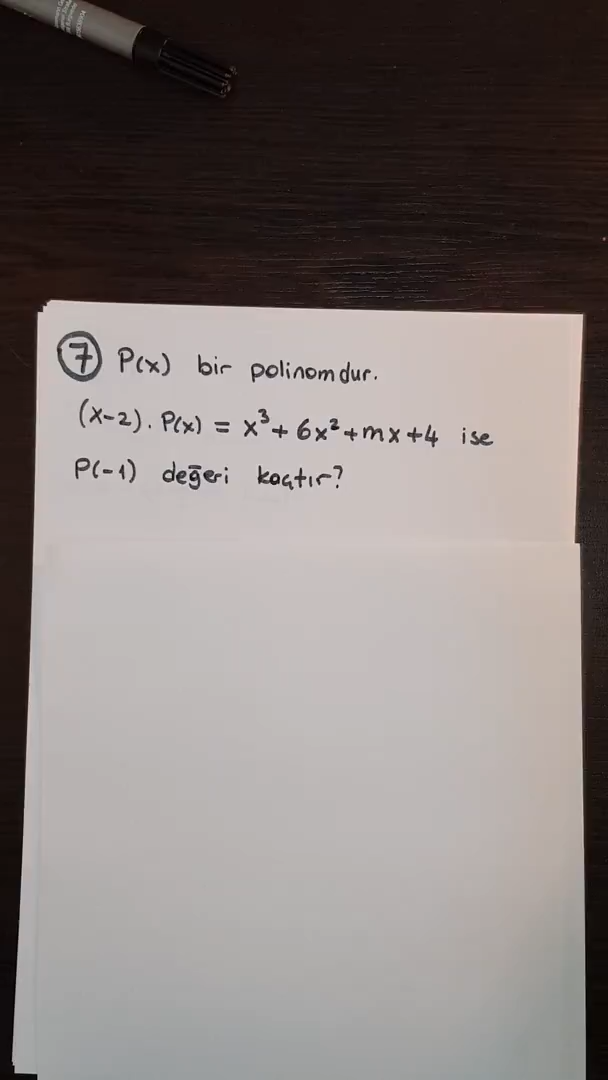 7 P(x) bir polinomdur.
(x-2). P(x) = x³ + 6x² + mx + 4 ise
P(-1) değeri kaçtır?